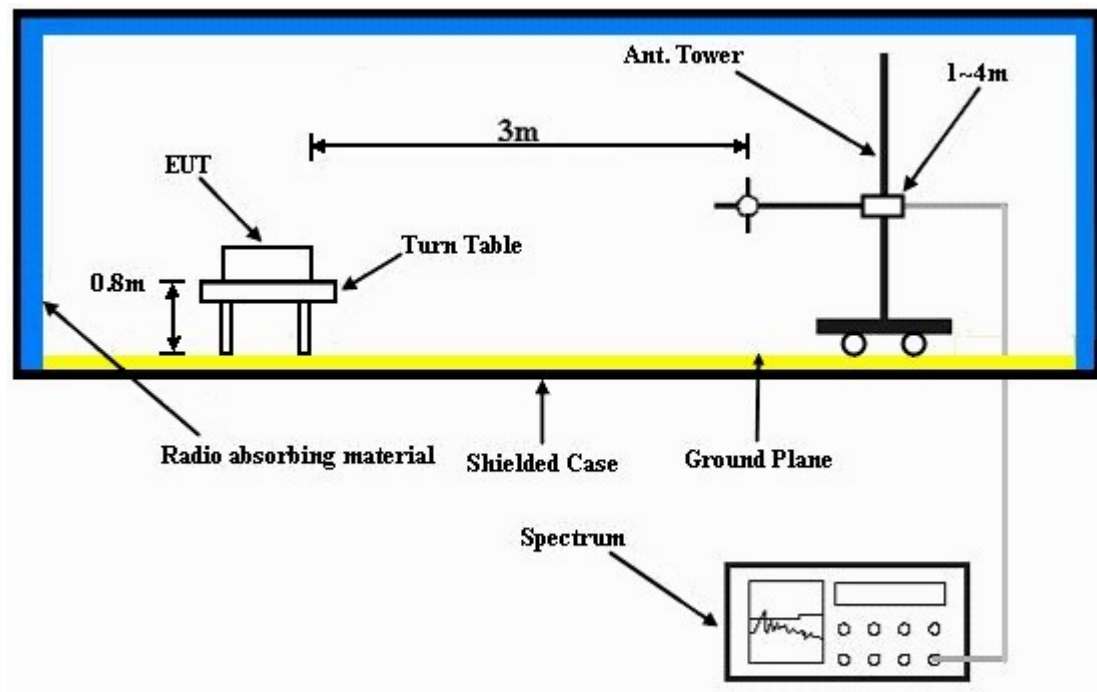 Ant. Tower
1~4m
3m
EUT
Turn Table
0.8m
Radio absorbing material
Shielded Case
Ground Plane
Spectrum